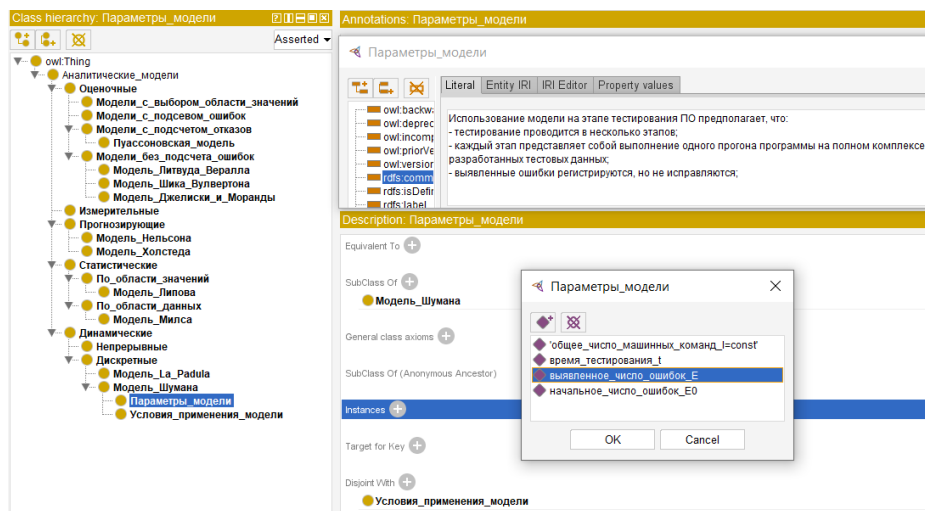 Class hierarchy: Параметры_модели
Asserted
owl:Thing
Аналитические_модели
Оценочные
Модели_с_выбором_области_значений
Модели_с_подсевом_ошибок
Модели_с_подсчетом_отказов
Пуассоновская_модель
Модели_без_подсчета_ошибок
Модель_Литвуда_Вералла
Модель_Шика_Вулвертона
Модель_Джелиски_и_Моранды
Измерительные
Прогнозирующие
Модель_Нельсона
Модель_Холстеда
Статистические
По_области_значений
Модель_Липова
По_области_данных
Модель_Милса
Динамические
Непрерывные
Дискретные
Модель_La_Padula
Модель_Шумана
Параметры_модели
Условия_применения_модели
Annotations: Параметры_модели
Параметры_модели
Literal Entity IRI IRI Editor Property values
owl:backw
owl:deprec
owl:incomp
owl:priorVe
owl:version
rdfs:comm
rdfs:isDefin
rdfs:label
Использование модели на этапе тестирования ПО предполагает, что:
- тестирование проводится в несколько этапов;
- каждый этап представляет собой выполнение одного прогона программы на полном комплексе
разработанных тестовых данных;
- выявленные ошибки регистрируются, но не исправляются;
Description: Параметры_модели
Equivalent To
SubClass Of
Модель_Шумана
General class axioms
SubClass Of (Anonymous Ancestor)
Instances
Target for Key
Disjoint With
Условия_применения_модели
Параметры_модели
'общее_число_машинных_команд_I=const'
время_тестирования_t
выявленное_число_ошибок_E
начальное_число_ошибок_E0
OK Cancel